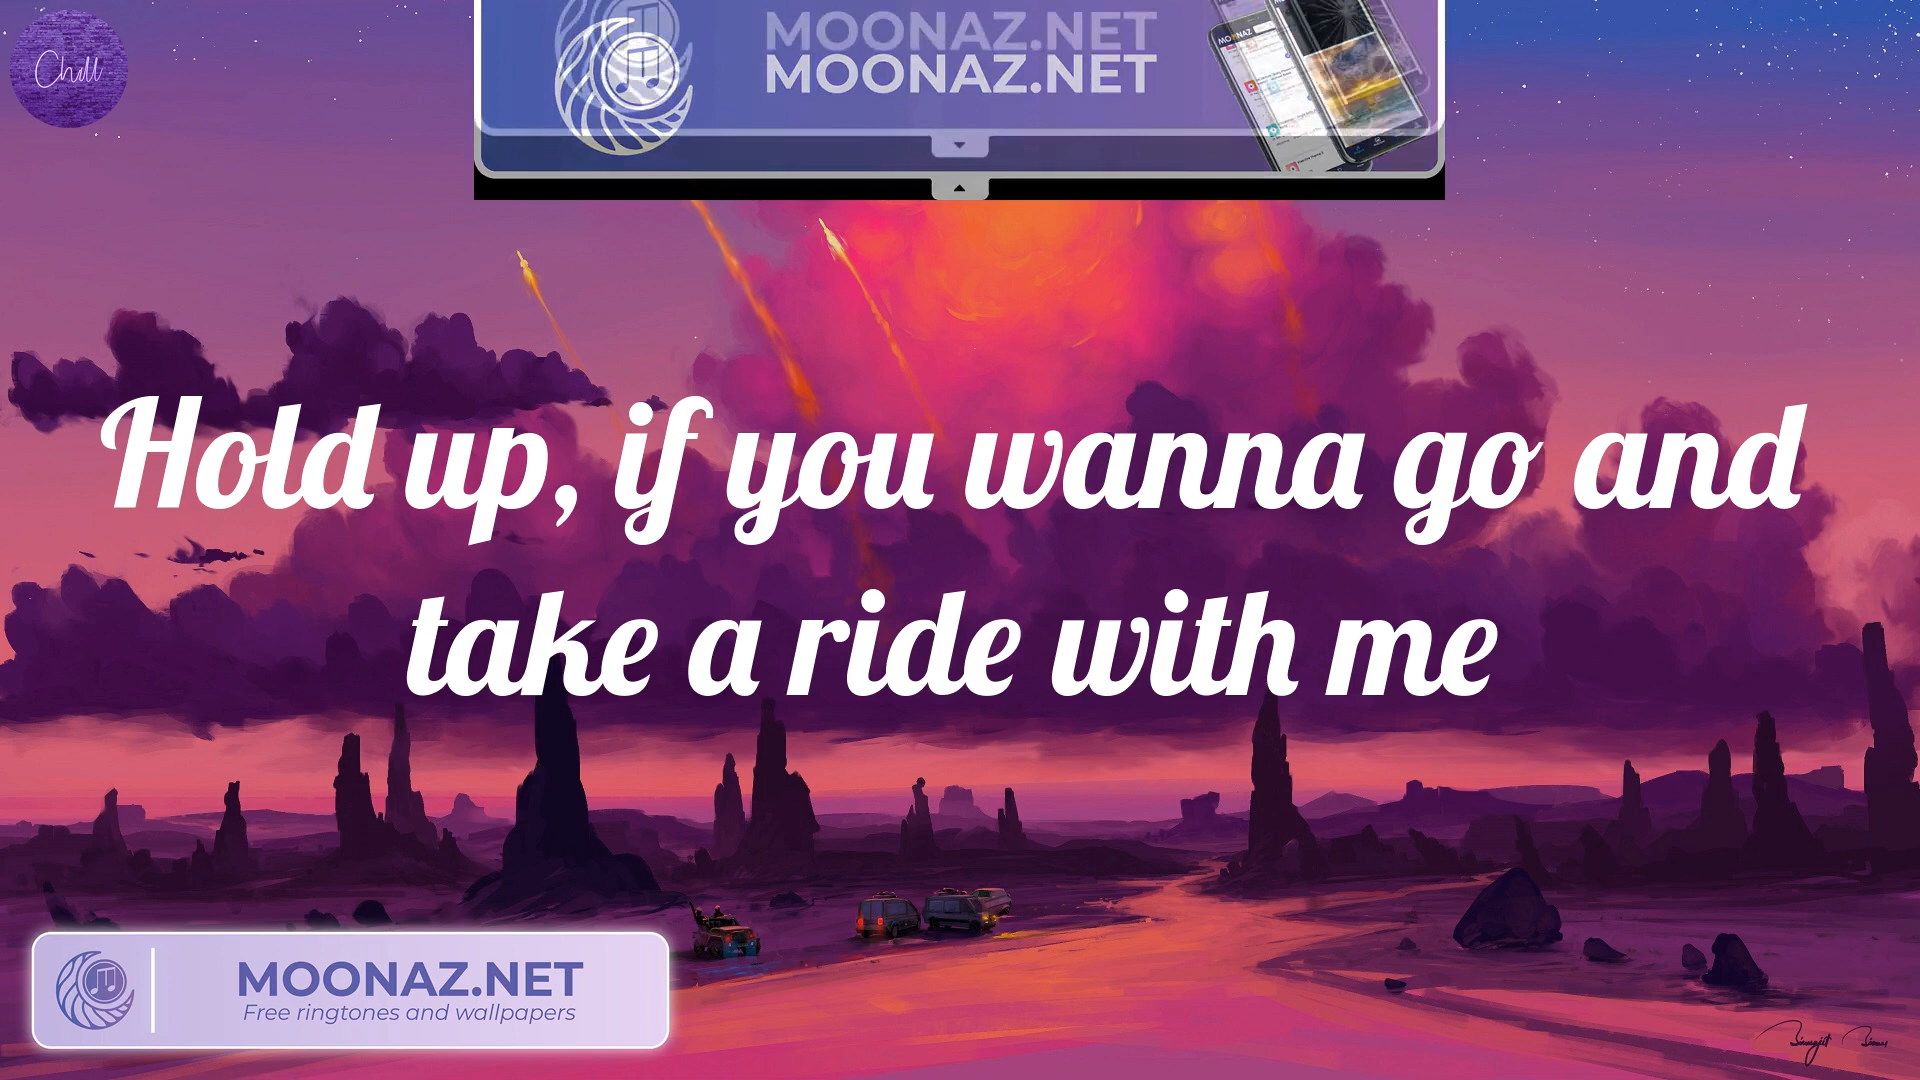 Chill
MOONAZ.NET
MOONAZ.NET
MOONAZ
Hold up, if you wanna go and
take a ride with me
MOONAZ.NET
Free ringtones and wallpapers